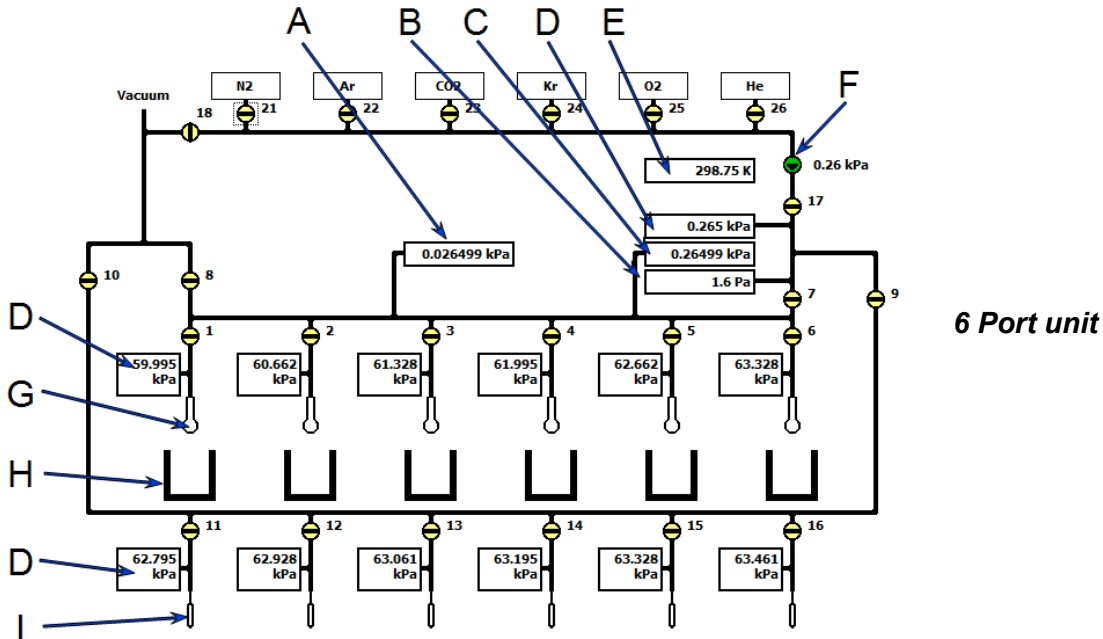 A
B
C
D
E
F
N2
Ar
CO2
Kr
O2
He
Vacuum
18
21
22
23
24
25
26
298.75 K
0.26 kPa
17
0.265 kPa
0.026499 kPa
0.26499 kPa
1.6 Pa
10
8
7
9
6 Port unit
1
2
3
4
5
6
D
59.995
kPa
60.662
kPa
61.328
kPa
61.995
kPa
62.662
kPa
63.328
kPa
G
H
11
12
13
14
15
16
D
62.795
kPa
62.928
kPa
63.061
kPa
63.195
kPa
63.328
kPa
63.461
kPa
I